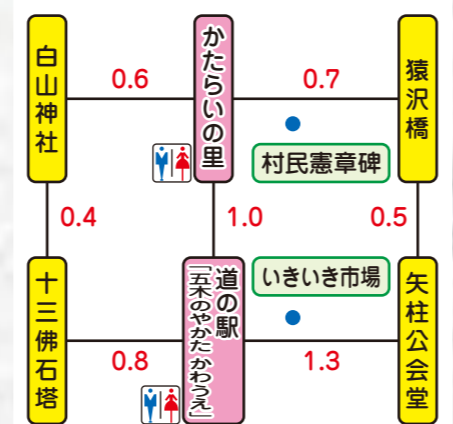 白山神社
0.6
かたらいの里
0.7
猿沢橋
村民憲章碑
0.4
1.0
0.5
十三佛石塔
0.8
道の駅
「五木のやかた かわうえ」
いきいき市場
1.3
矢柱公会堂